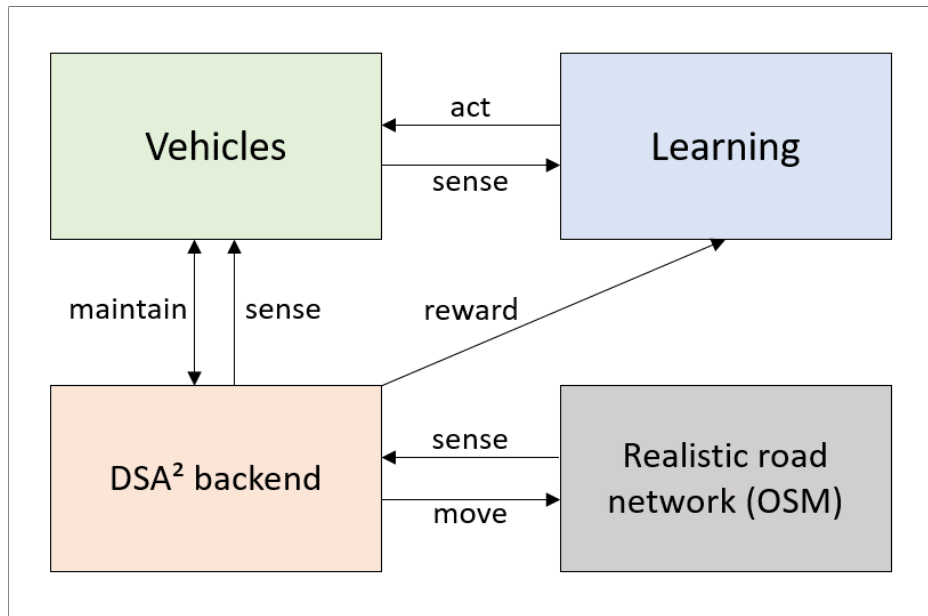 Vehicles
act
sense
Learning
maintain
sense
reward
DSA² backend
sense
move
Realistic road
network (OSM)